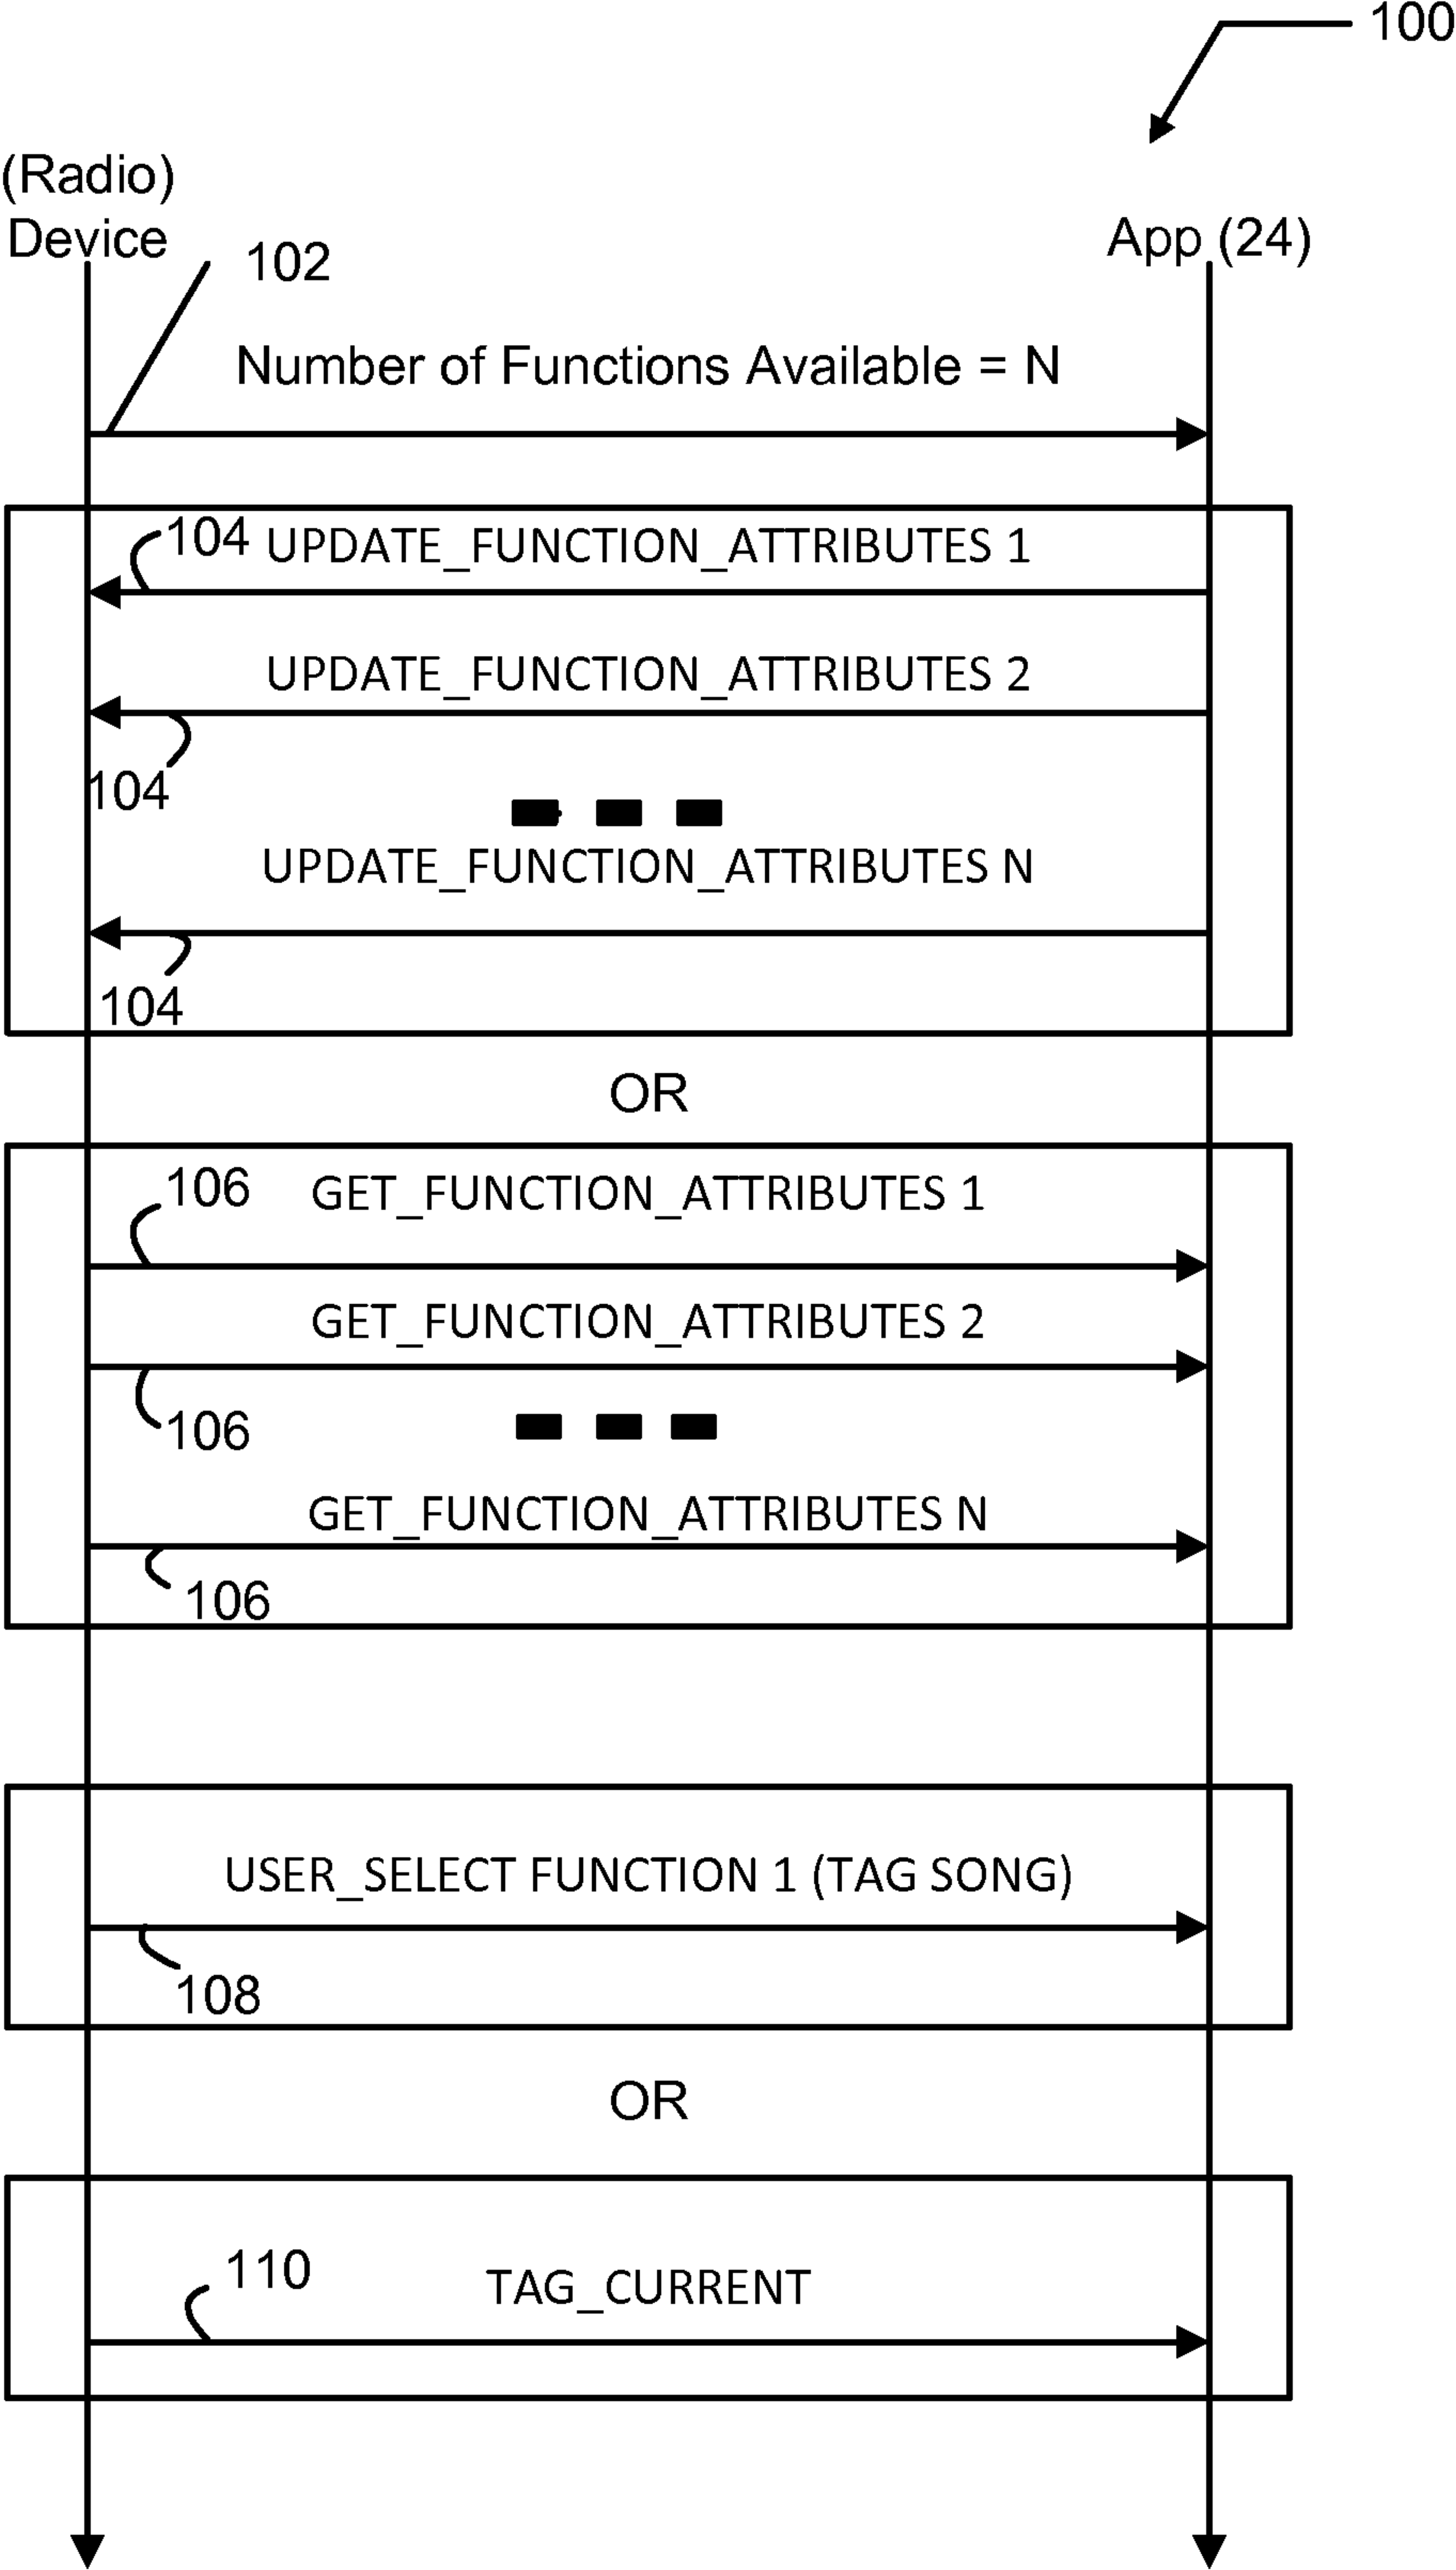 100
(Radio)
Device
App (24)
102
Number of Functions Available = N
104
UPDATE_FUNCTION_ATTRIBUTES 1
UPDATE_FUNCTION_ATTRIBUTES 2
104
UPDATE_FUNCTION_ATTRIBUTES N
104
OR
106
GET_FUNCTION_ATTRIBUTES 1
GET_FUNCTION_ATTRIBUTES 2
106
GET_FUNCTION_ATTRIBUTES N
106
USER_SELECT FUNCTION 1 (TAG SONG)
108
OR
110
TAG_CURRENT